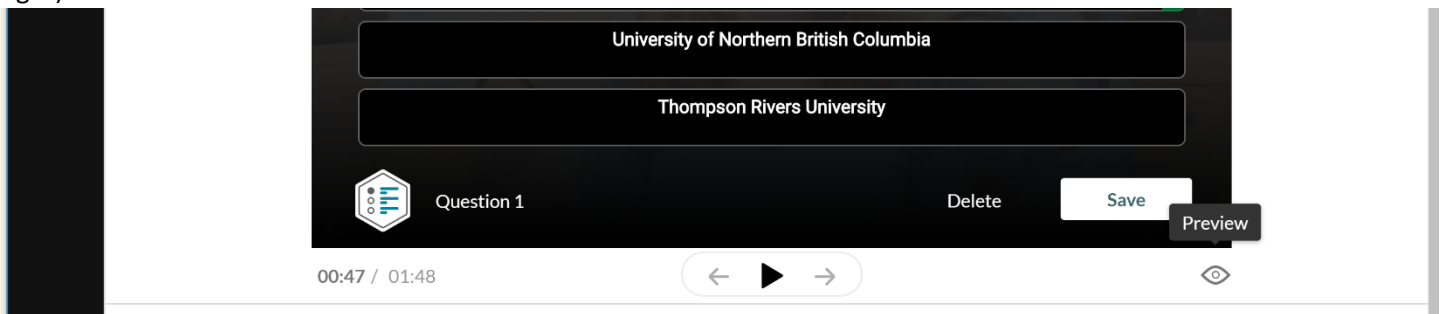 University of Northern British Columbia
Thompson Rivers University
Question 1 Delete Save
Preview
00:47 / 01:48